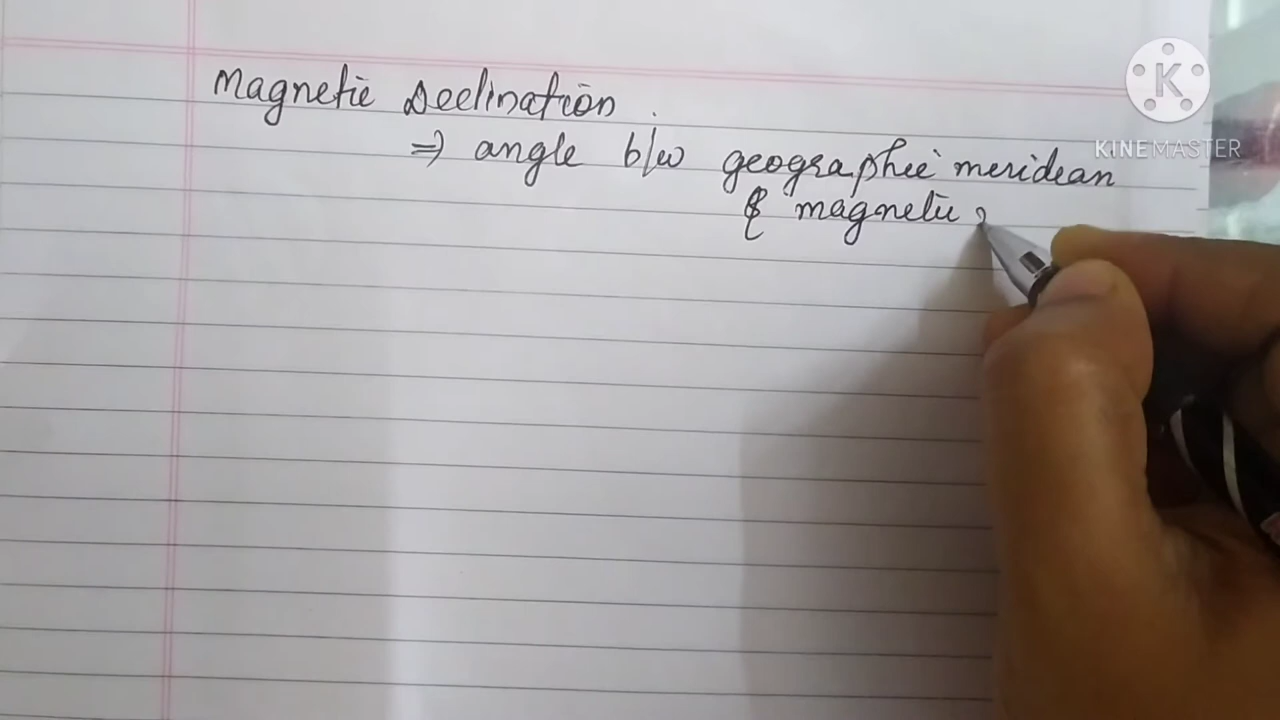 Magnetic Declination
⇒ angle b/w geographic meridean
& magnetic
K
KINEMASTER